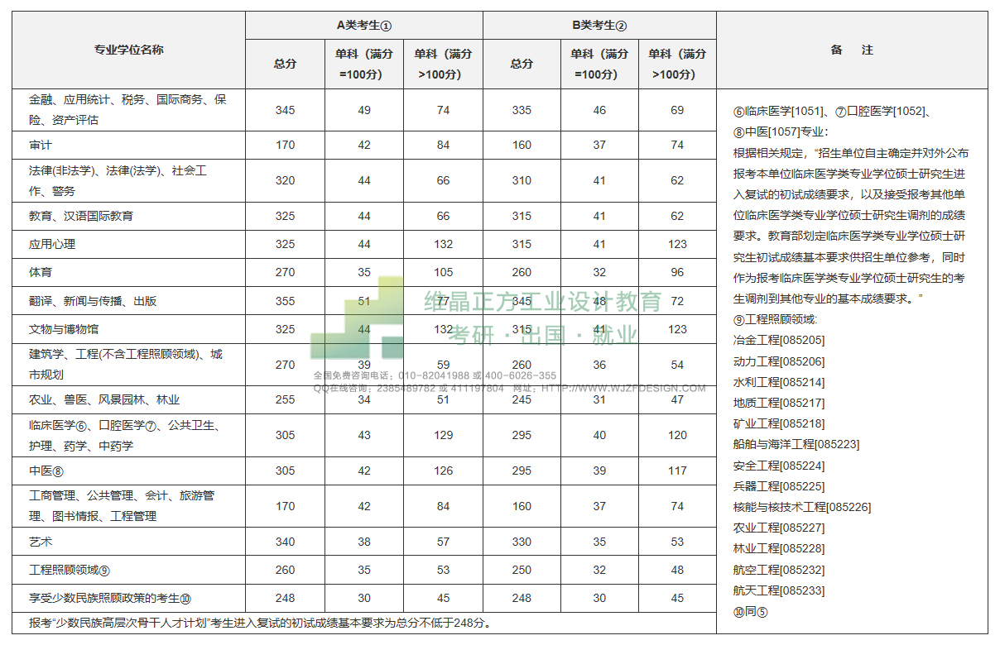 专业学位名称 A类考生① B类考生② 备 注
总分 单科（满分=100分） 单科（满分>100分） 总分 单科（满分=100分） 单科（满分>100分）
金融、应用统计、税务、国际商务、保
险、资产评估 345 49 74 335 46 69
审计 170 42 84 160 37 74
法律(非法学)、法律(法学)、社会工
作、警务 320 44 66 310 41 62
教育、汉语国际教育 325 44 66 315 41 62
应用心理 325 44 132 315 41 123
体育 270 35 105 260 32 96
翻译、新闻与传播、出版 355 51 77 345 48 72
文物与博物馆 325 44 132 315 41 123
建筑学、工程(不含工程照顾领域)、城
市规划 270 39 59 260 36 54
农业、兽医、风景园林、林业 255 34 51 245 31 47
临床医学⑥、口腔医学⑦、公共卫生、
护理、药学、中药学 305 43 129 295 40 120
中医⑧ 305 42 126 295 39 117
工商管理、公共管理、会计、旅游管
理、图书情报、工程管理 170 42 84 160 37 74
艺术 340 38 57 330 35 53
工程照顾领域⑨ 260 35 53 250 32 48
享受少数民族照顾政策的考生⑩ 248 30 45 248 30 45
报考“少数民族高层次骨干人才计划”考生进入复试的初试成绩基本要求为总分不低于248分。
⑥临床医学[1051]、⑦口腔医学[1052]、
⑧中医[1057]专业：
根据相关规定，“招生单位自主确定并对外公布
报考本单位临床医学类专业学位硕士研究生进
入复试的初试成绩要求，以及接受报考其他单
位临床医学类专业学位硕士研究生调剂的成绩
要求。教育部划定临床医学类专业学位硕士研
究生初试成绩基本要求供招生单位参考，同时
作为报考临床医学类专业学位硕士研究生的考
生调剂到其他专业的基本成绩要求。”
⑨工程照顾领域:
冶金工程[085205]
动力工程[085206]
水利工程[085214]
地质工程[085217]
矿业工程[085218]
船舶与海洋工程[085223]
安全工程[085224]
兵器工程[085225]
核能与核技术工程[085226]
农业工程[085227]
林业工程[085228]
航空工程[085232]
航天工程[085233]
⑩同⑤
维晶正方工业设计教育
考研·出国·就业
全国免费咨询电话：010-82041988 或 400-6026-355
QQ在线咨询：2385489782 或 411197804 网址：HTTP://WWW.WJZFDESIGN.COM